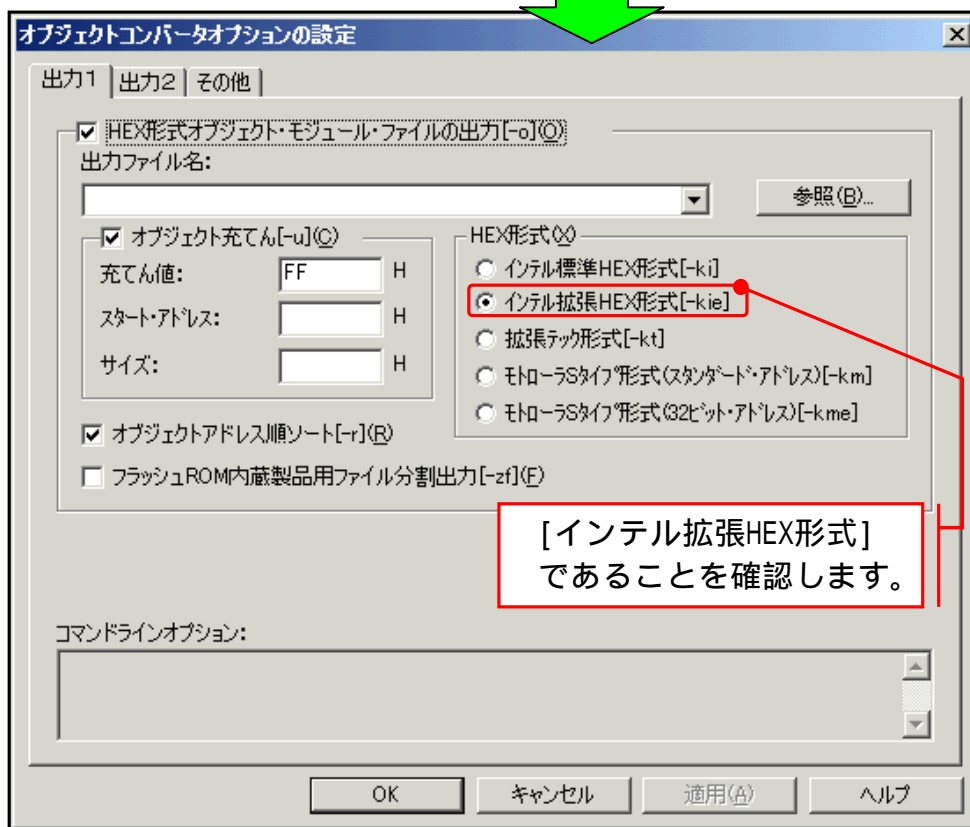 オブジェクトコンバータオプションの設定
出力1 出力2 その他
HEX形式オブジェクト・モジュール・ファイルの出力[-o](O)
出力ファイル名:
参照(B)...
オブジェクト充てん[-u](C)
充てん値: FF H
スタート・アドレス: H
サイズ: H
HEX形式(X)
インテル標準HEX形式[-ki]
インテル拡張HEX形式[-kie]
拡張テック形式[-kt]
モトローラSタイプ形式(スタンダード・アドレス)[-km]
モトローラSタイプ形式(32ビット・アドレス)[-kme]
オブジェクトアドレス順ソート[-r](R)
フラッシュROM内蔵製品用ファイル分割出力[-zf](F)
[インテル拡張HEX形式]
であることを確認します。
コマンドラインオプション:
OK キャンセル 適用(A) ヘルプ